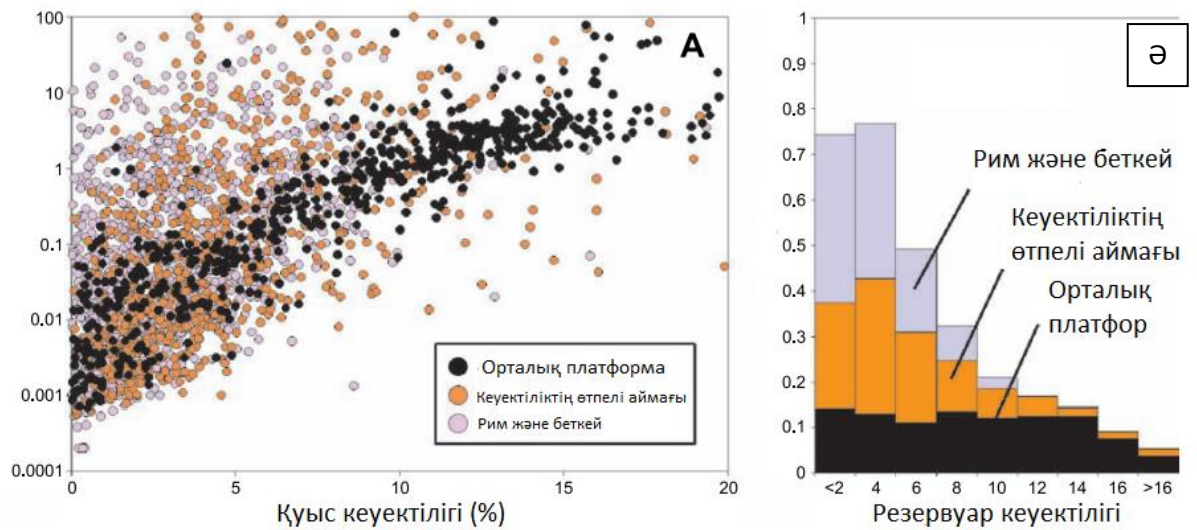 100
10
1
0.1
0.01
0.001
0.0001
0 5 10 15 20
Қуыс кеуектілігі (%)
A
Орталық платформа
Кеуектіліктің өтпелі аймағы
Рим және беткей
1
0.9
0.8
0.7
0.6
0.5
0.4
0.3
0.2
0.1
0
<2 4 6 8 10 12 14 16 >16
Резервуар кеуектілігі
Ә
Рим және беткей
Кеуектіліктің
өтпелі аймағы
Орталық
платфор